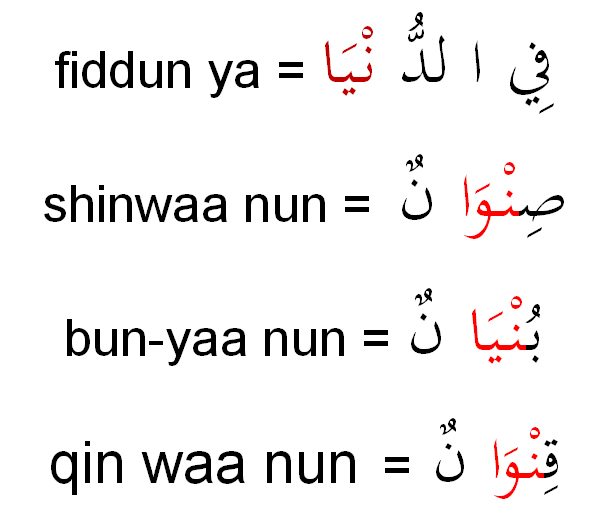 fiddun ya = فِي ا لدُّ نْيَا
shinwaa nun = صِنْوَا نٌ
bun-yaa nun = بُنْيَا نٌ
qin waa nun = قِنْوَا نٌ